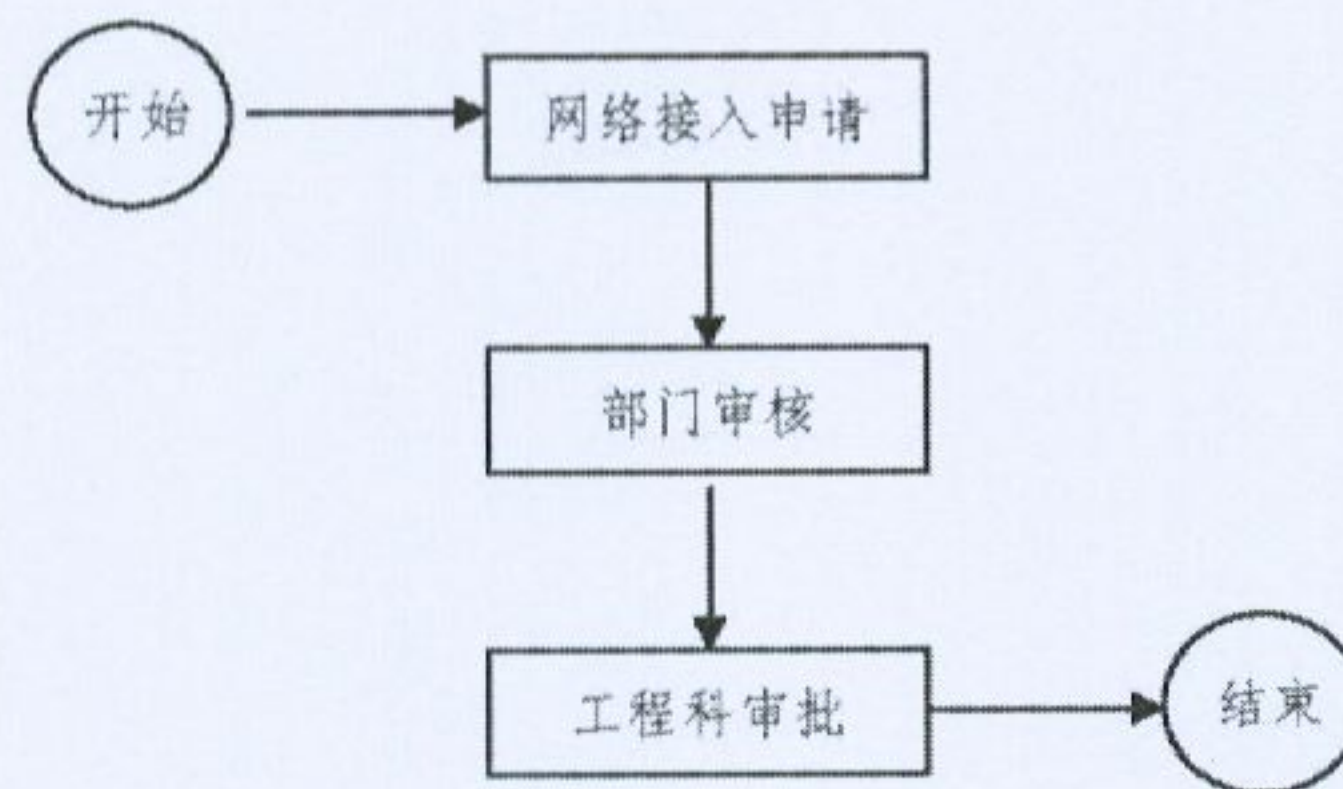 开始
网络接入申请
部门审核
工程科审批
结束